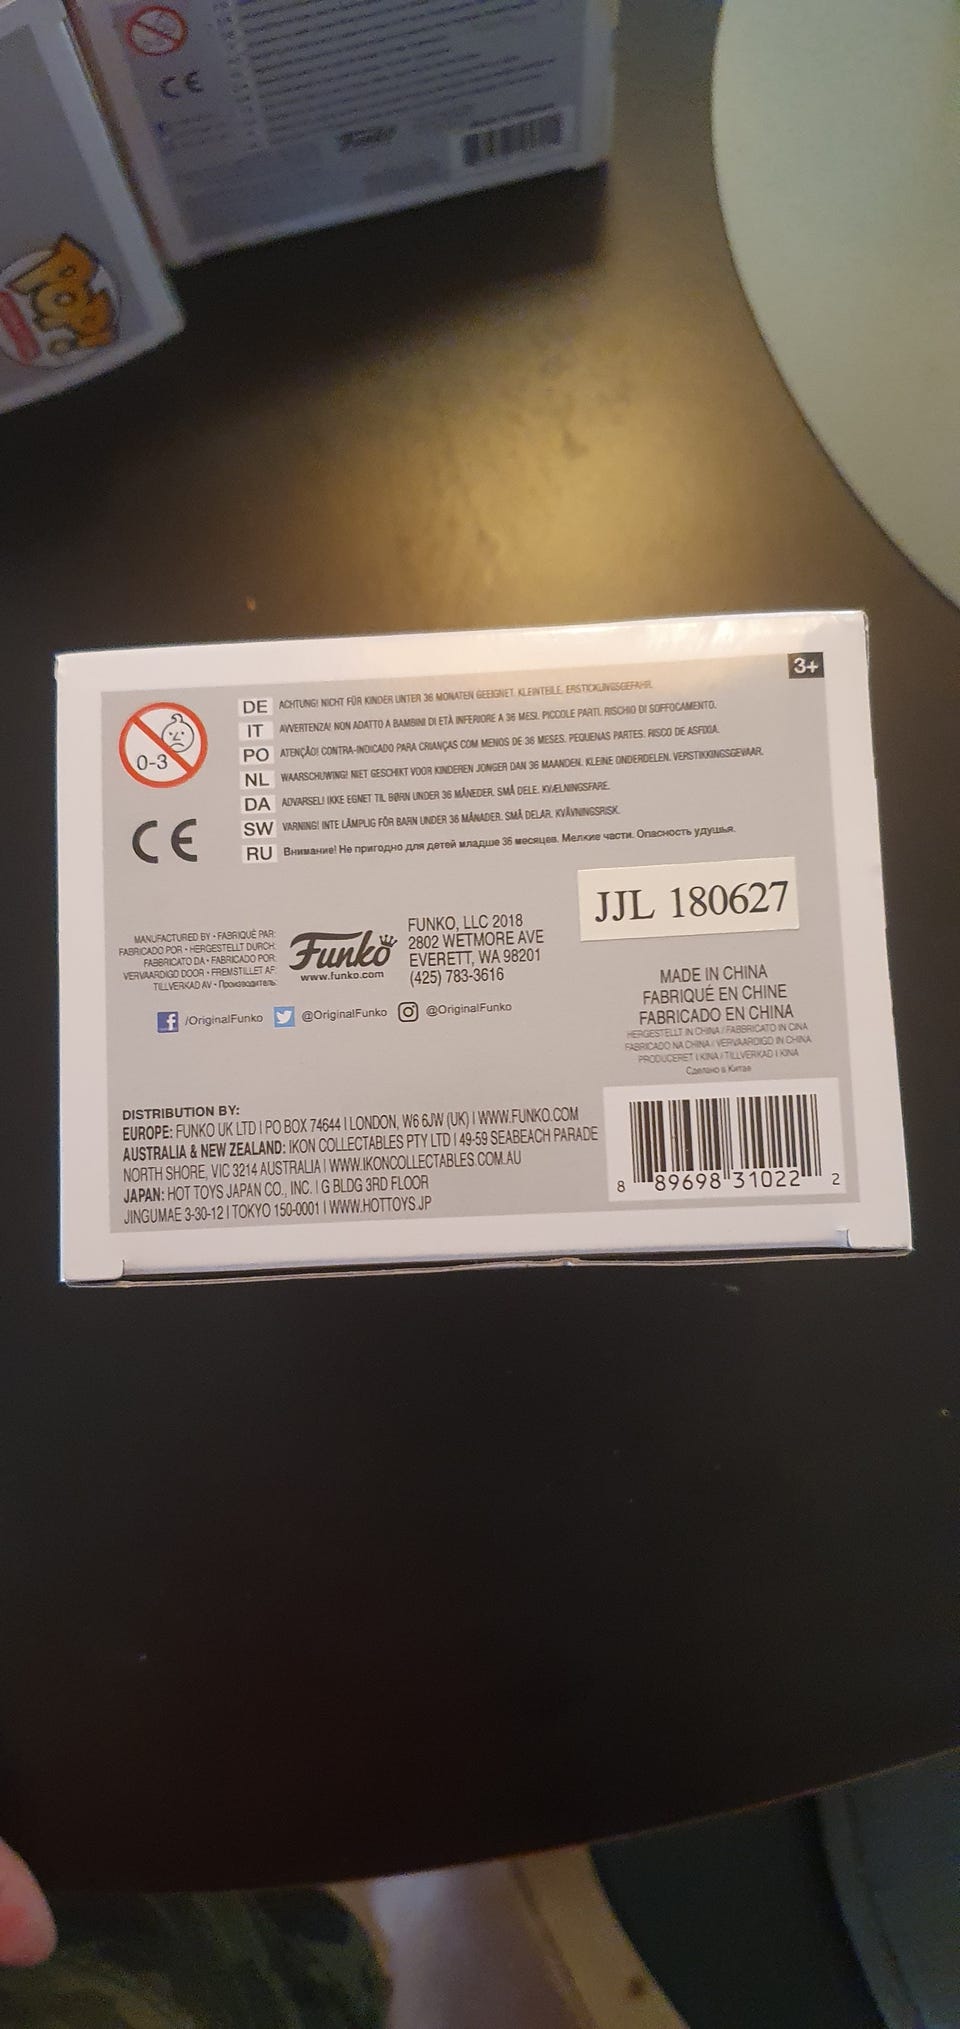 CE
Funko
POP!
3+
0-3
DE ACHTUNG! NICHT FÜR KINDER UNTER 36 MONATEN GEEIGNET. KLEINTEILE. ERSTICKUNGSGEFAHR.
IT AVVERTENZA! NON ADATTO A BAMBINI DI ETÀ INFERIORE A 36 MESI. PICCOLE PARTI. RISCHIO DI SOFFOCAMENTO.
PO ATENÇÃO! CONTRA-INDICADO PARA CRIANÇAS COM MENOS DE 36 MESES. PEQUENAS PARTES. RISCO DE ASFIXIA.
NL WAARSCHUWING! NIET GESCHIKT VOOR KINDEREN JONGER DAN 36 MAANDEN. KLEINE ONDERDELEN. VERSTIKKINGSGEVAAR.
DA ADVARSEL! IKKE EGNET TIL BØRN UNDER 36 MÅNEDER. SMÅ DELE. KVÆLNINGSFARE.
SW VARNING! INTE LÄMPLIG FÖR BARN UNDER 36 MÅNADER. SMÅ DELAR. KVÄVNINGSRISK.
RU Внимание! Не пригодно для детей младше 36 месяцев. Мелкие части. Опасность удушья.
CE
JJL 180627
MANUFACTURED BY • FABRIQUÉ PAR:
FABRICADO POR • HERGESTELLT DURCH:
FABBRICATO DA • FABRICADO POR:
VERVAARDIGD DOOR • FREMSTILLET AF:
TILLVERKAD AV • Производитель:
Funko
www.funko.com
FUNKO, LLC 2018
2802 WETMORE AVE
EVERETT, WA 98201
(425) 783-3616
/OriginalFunko @OriginalFunko @OriginalFunko
MADE IN CHINA
FABRIQUÉ EN CHINE
FABRICADO EN CHINA
HERGESTELLT IN CHINA / FABBRICATO IN CINA
FABRICADO NA CHINA / VERVAARDIGD IN CHINA
PRODUCERET I KINA / TILLVERKAD I KINA
Сделано в Китае
DISTRIBUTION BY:
EUROPE: FUNKO UK LTD | PO BOX 74644 | LONDON, W6 6JW (UK) | WWW.FUNKO.COM
AUSTRALIA & NEW ZEALAND: IKON COLLECTABLES PTY LTD | 49-59 SEABEACH PARADE
NORTH SHORE, VIC 3214 AUSTRALIA | WWW.IKONCOLLECTABLES.COM.AU
JAPAN: HOT TOYS JAPAN CO., INC. | G BLDG 3RD FLOOR
JINGUMAE 3-30-12 | TOKYO 150-0001 | WWW.HOTTOYS.JP
8 89698 31022 2